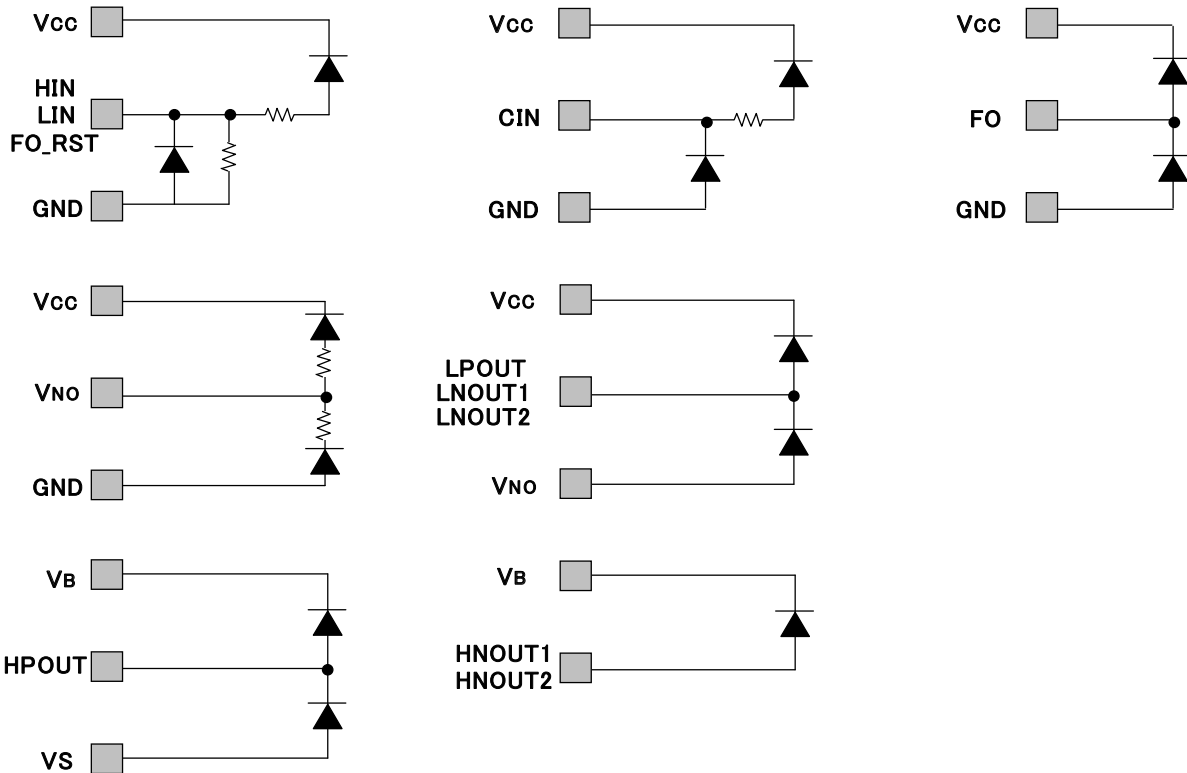 Vcc
HIN
LIN
FO_RST
GND
Vcc
CIN
GND
Vcc
FO
GND
Vcc
VNO
GND
Vcc
LPOUT
LNOUT1
LNOUT2
VNO
VB
HPOUT
VS
VB
HNOUT1
HNOUT2